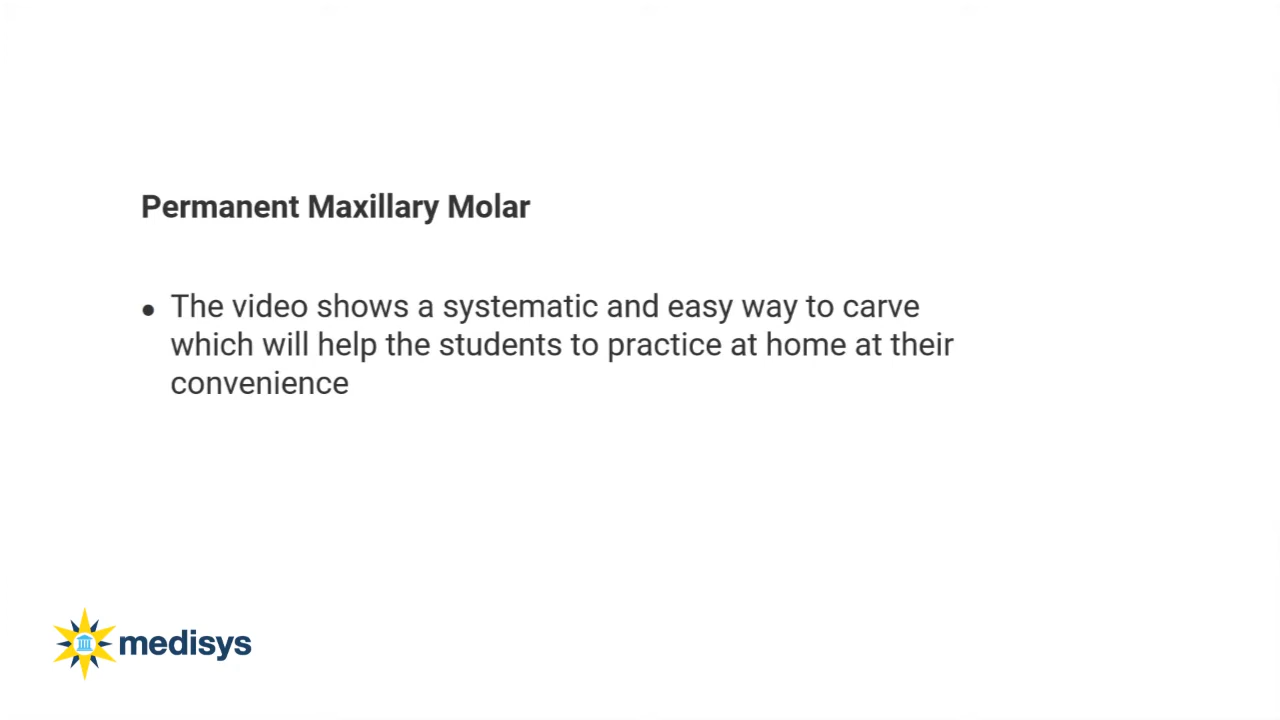 Permanent Maxillary Molar
● The video shows a systematic and easy way to carve
which will help the students to practice at home at their
convenience
medisys